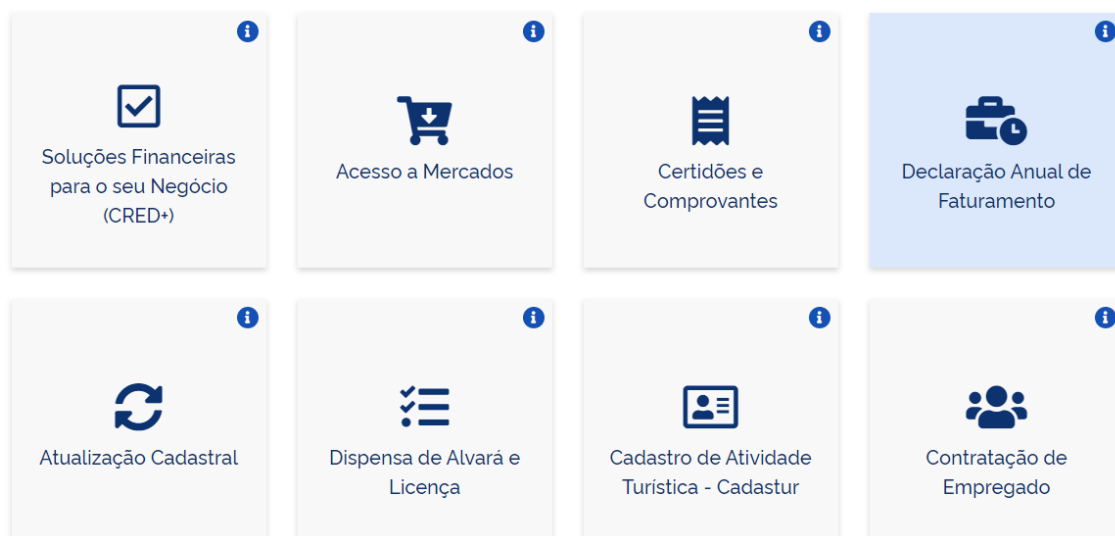 Soluções Financeiras
para o seu Negócio
(CRED+)
Acesso a Mercados
Certidões e
Comprovantes
Declaração Anual de
Faturamento
Atualização Cadastral
Dispensa de Alvará e
Licença
Cadastro de Atividade
Turística - Cadastur
Contratação de
Empregado